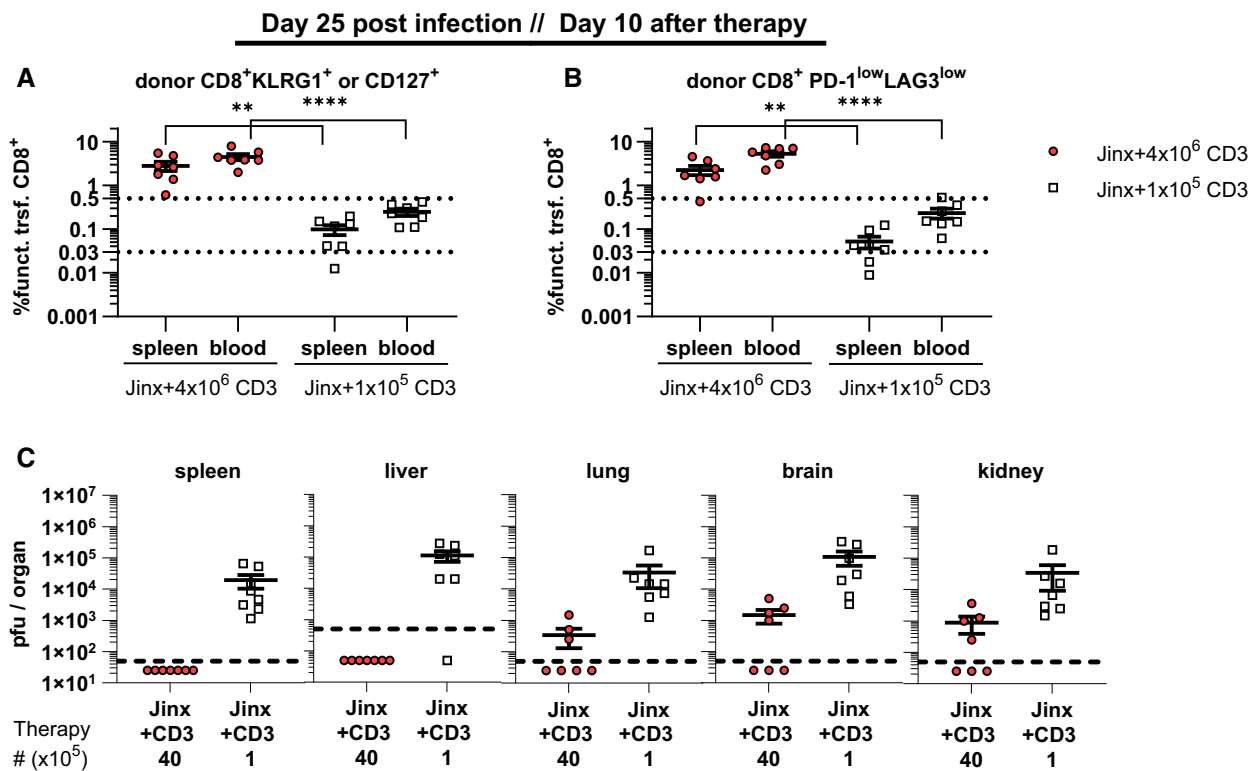 Day 25 post infection // Day 10 after therapy
A
donor CD8⁺KLRG1⁺ or CD127⁺
** ****
%funct. trsf. CD8⁺
10
1
0.5
0.1
0.03
0.01
0.001
spleen blood spleen blood
Jinx+4x10⁶ CD3 Jinx+1x10⁵ CD3
B
donor CD8⁺ PD-1ˡᵒʷLAG3ˡᵒʷ
** ****
%funct. trsf. CD8⁺
10
1
0.5
0.1
0.03
0.01
0.001
spleen blood spleen blood
Jinx+4x10⁶ CD3 Jinx+1x10⁵ CD3
Jinx+4x10⁶ CD3
Jinx+1x10⁵ CD3
C
spleen liver lung brain kidney
pfu / organ
1×10⁷
1×10⁶
1×10⁵
1×10⁴
1×10³
1×10²
1×10¹
Jinx Jinx Jinx Jinx Jinx Jinx Jinx Jinx Jinx Jinx
Therapy +CD3 +CD3 +CD3 +CD3 +CD3 +CD3 +CD3 +CD3 +CD3 +CD3
# (x10⁵) 40 1 40 1 40 1 40 1 40 1